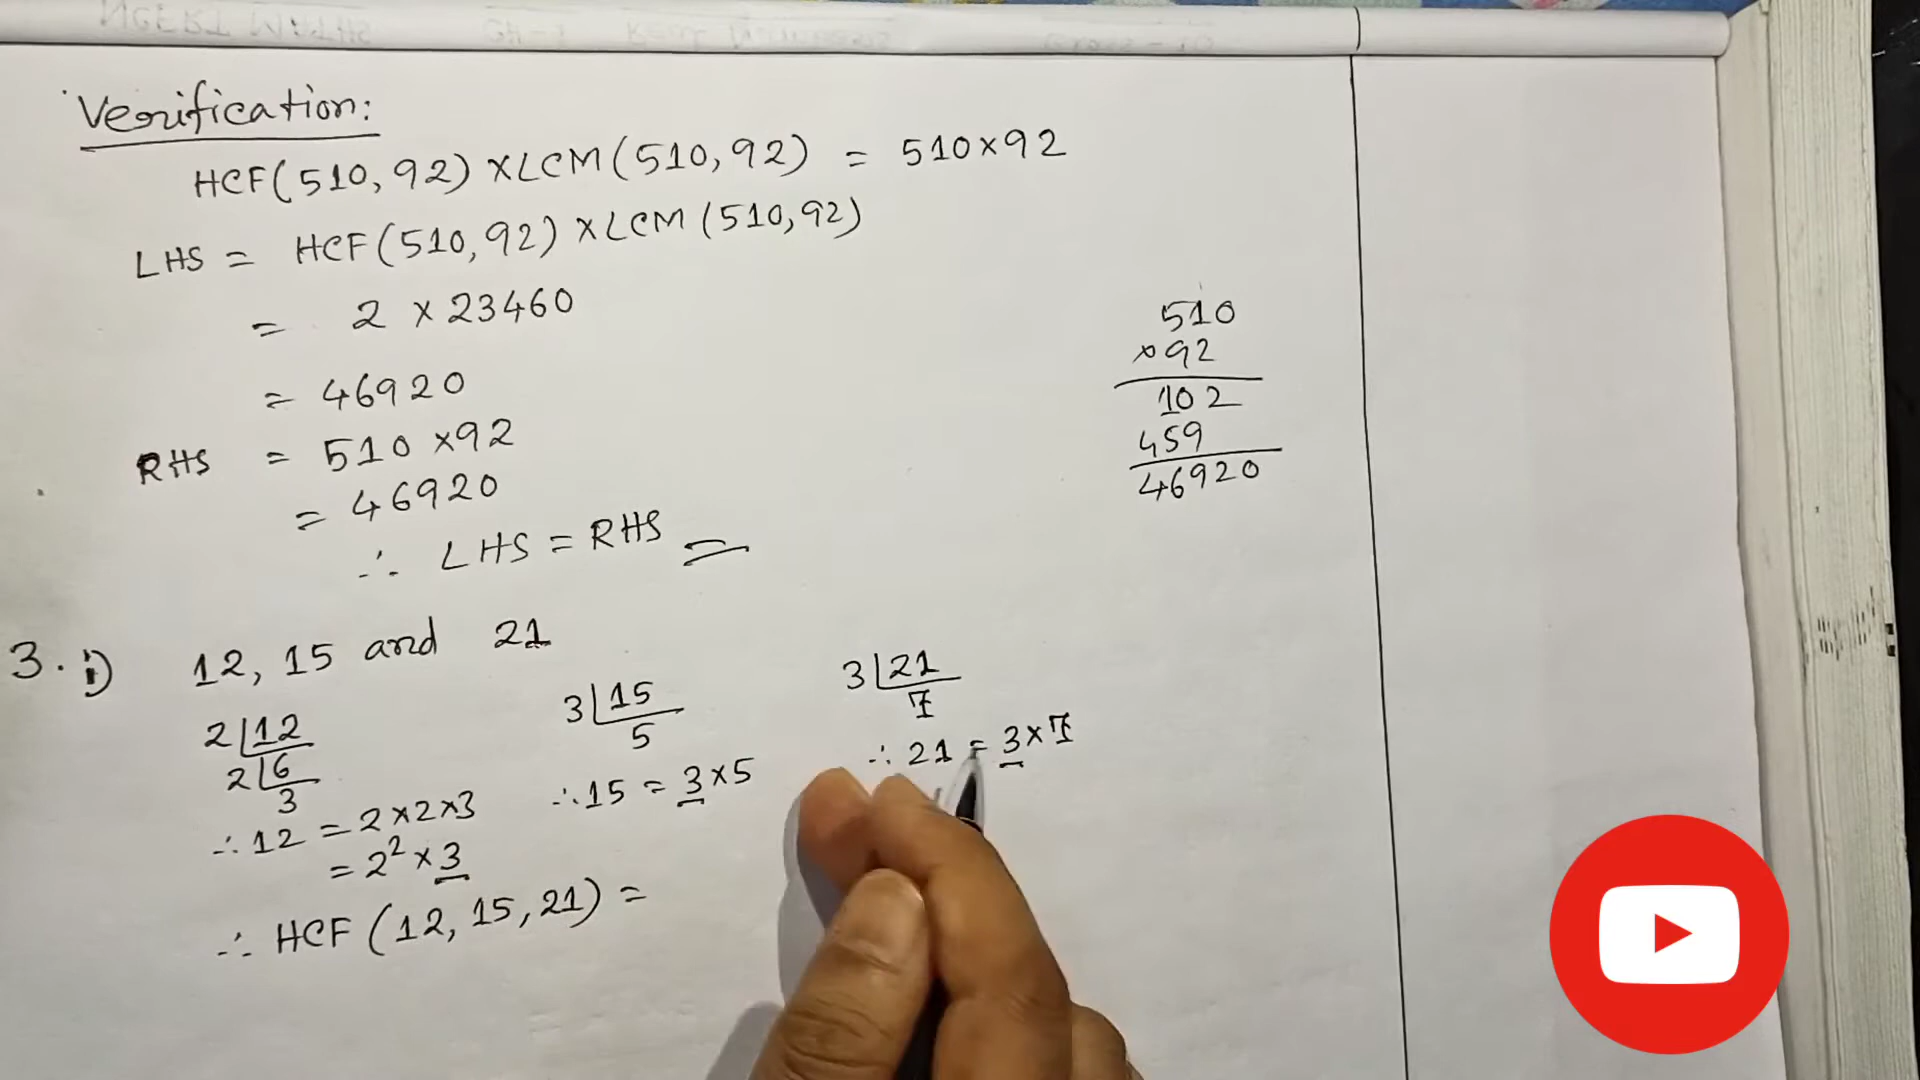 Verification:
HCF(510,92) × LCM(510,92) = 510×92
LHS = HCF(510,92) × LCM(510,92)
= 2 × 23460
= 46920
RHS = 510 ×92
= 46920
∴ LHS = RHS
510
×92
102
459
46920
3. i) 12, 15 and 21
2 12
2 6
3
∴ 12 = 2×2×3
= 2² × 3
3 15
5
∴ 15 = 3×5
3 21
7
∴ 21 = 3×7
∴ HCF (12, 15, 21) =